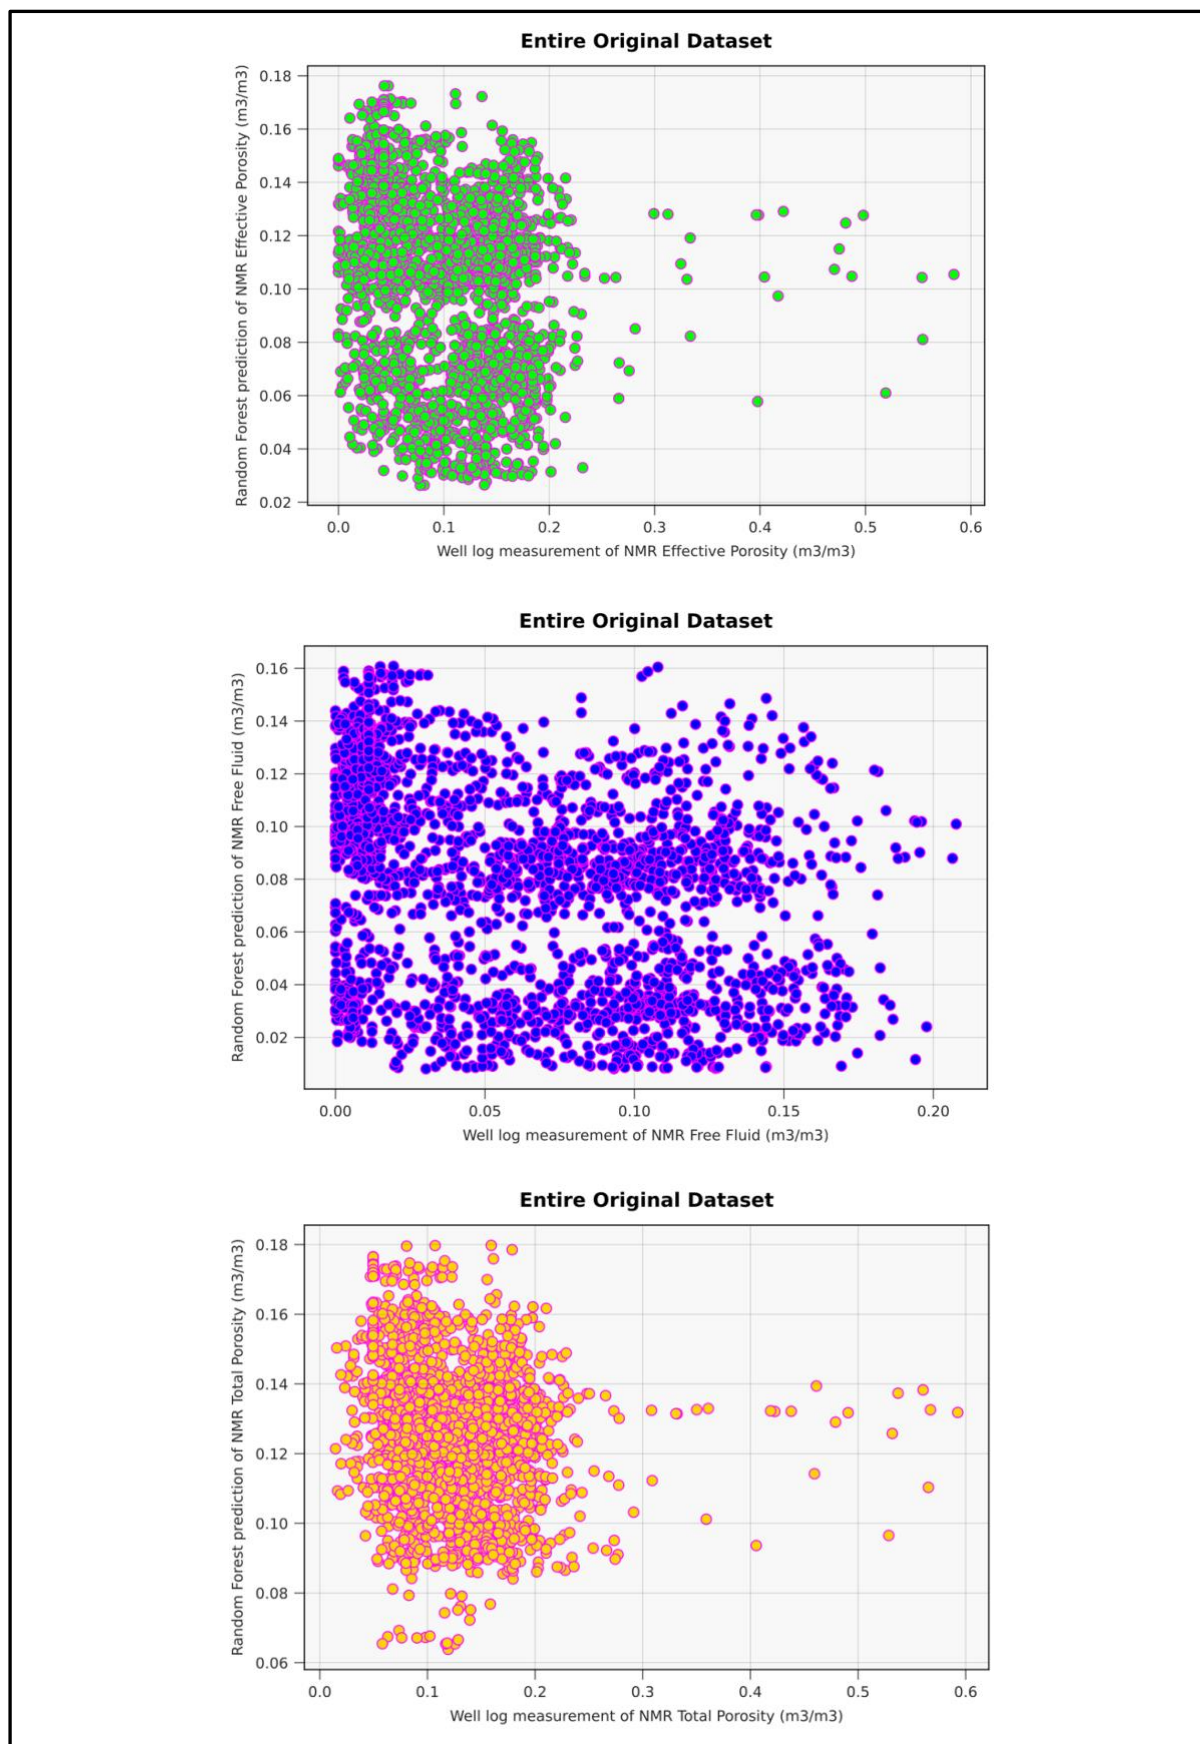 Entire Original Dataset
Random Forest prediction of NMR Effective Porosity (m3/m3)
0.18
0.16
0.14
0.12
0.10
0.08
0.06
0.04
0.02
0.0 0.1 0.2 0.3 0.4 0.5 0.6
Well log measurement of NMR Effective Porosity (m3/m3)
Entire Original Dataset
Random Forest prediction of NMR Free Fluid (m3/m3)
0.16
0.14
0.12
0.10
0.08
0.06
0.04
0.02
0.00 0.05 0.10 0.15 0.20
Well log measurement of NMR Free Fluid (m3/m3)
Entire Original Dataset
Random Forest prediction of NMR Total Porosity (m3/m3)
0.18
0.16
0.14
0.12
0.10
0.08
0.06
0.0 0.1 0.2 0.3 0.4 0.5 0.6
Well log measurement of NMR Total Porosity (m3/m3)